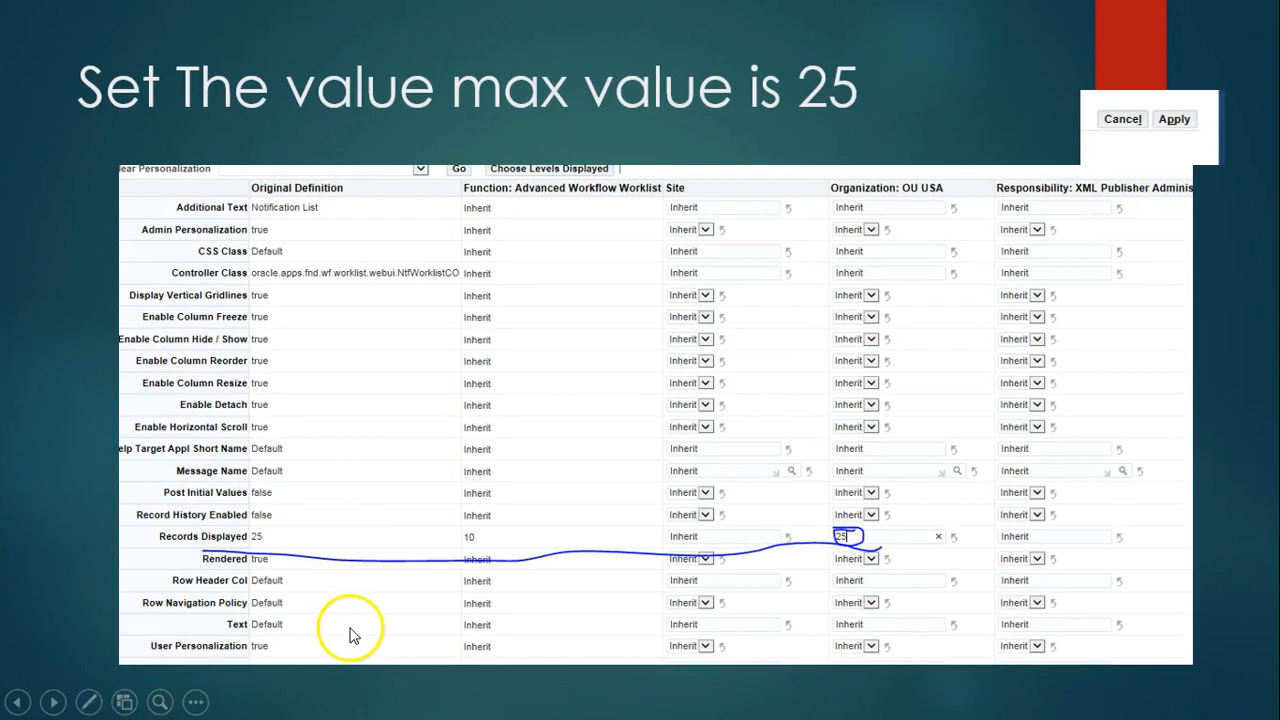 Set The value max value is 25
Cancel Apply
lear Personalization Go Choose Levels Displayed
Original Definition Function: Advanced Workflow Worklist Site Organization: OU USA Responsibility: XML Publisher Adminis
Additional Text Notification List Inherit Inherit Inherit Inherit
Admin Personalization true Inherit Inherit Inherit Inherit
CSS Class Default Inherit Inherit Inherit Inherit
Controller Class oracle.apps.fnd.wf.worklist.webui.NtfWorklistCO Inherit Inherit Inherit Inherit
Display Vertical Gridlines true Inherit Inherit Inherit Inherit
Enable Column Freeze true Inherit Inherit Inherit Inherit
Enable Column Hide / Show true Inherit Inherit Inherit Inherit
Enable Column Reorder true Inherit Inherit Inherit Inherit
Enable Column Resize true Inherit Inherit Inherit Inherit
Enable Detach true Inherit Inherit Inherit Inherit
Enable Horizontal Scroll true Inherit Inherit Inherit Inherit
elp Target Appl Short Name Default Inherit Inherit Inherit Inherit
Message Name Default Inherit Inherit Inherit Inherit
Post Initial Values false Inherit Inherit Inherit Inherit
Record History Enabled false Inherit Inherit Inherit Inherit
Records Displayed 25 10 Inherit 25 Inherit
Rendered true Inherit Inherit Inherit Inherit
Row Header Col Default Inherit Inherit Inherit Inherit
Row Navigation Policy Default Inherit Inherit Inherit Inherit
Text Default Inherit Inherit Inherit Inherit
User Personalization true Inherit Inherit Inherit Inherit